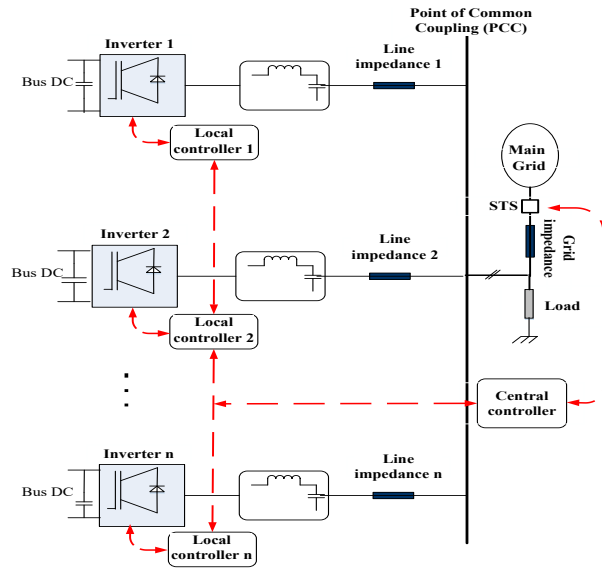 Point of Common
Coupling (PCC)
Inverter 1
Bus DC
Line
impedance 1
Local
controller 1
Main
Grid
STS
Grid
impedance
Inverter 2
Bus DC
Line
impedance 2
Load
Local
controller 2
Central
controller
Inverter n
Bus DC
Line
impedance n
Local
controller n